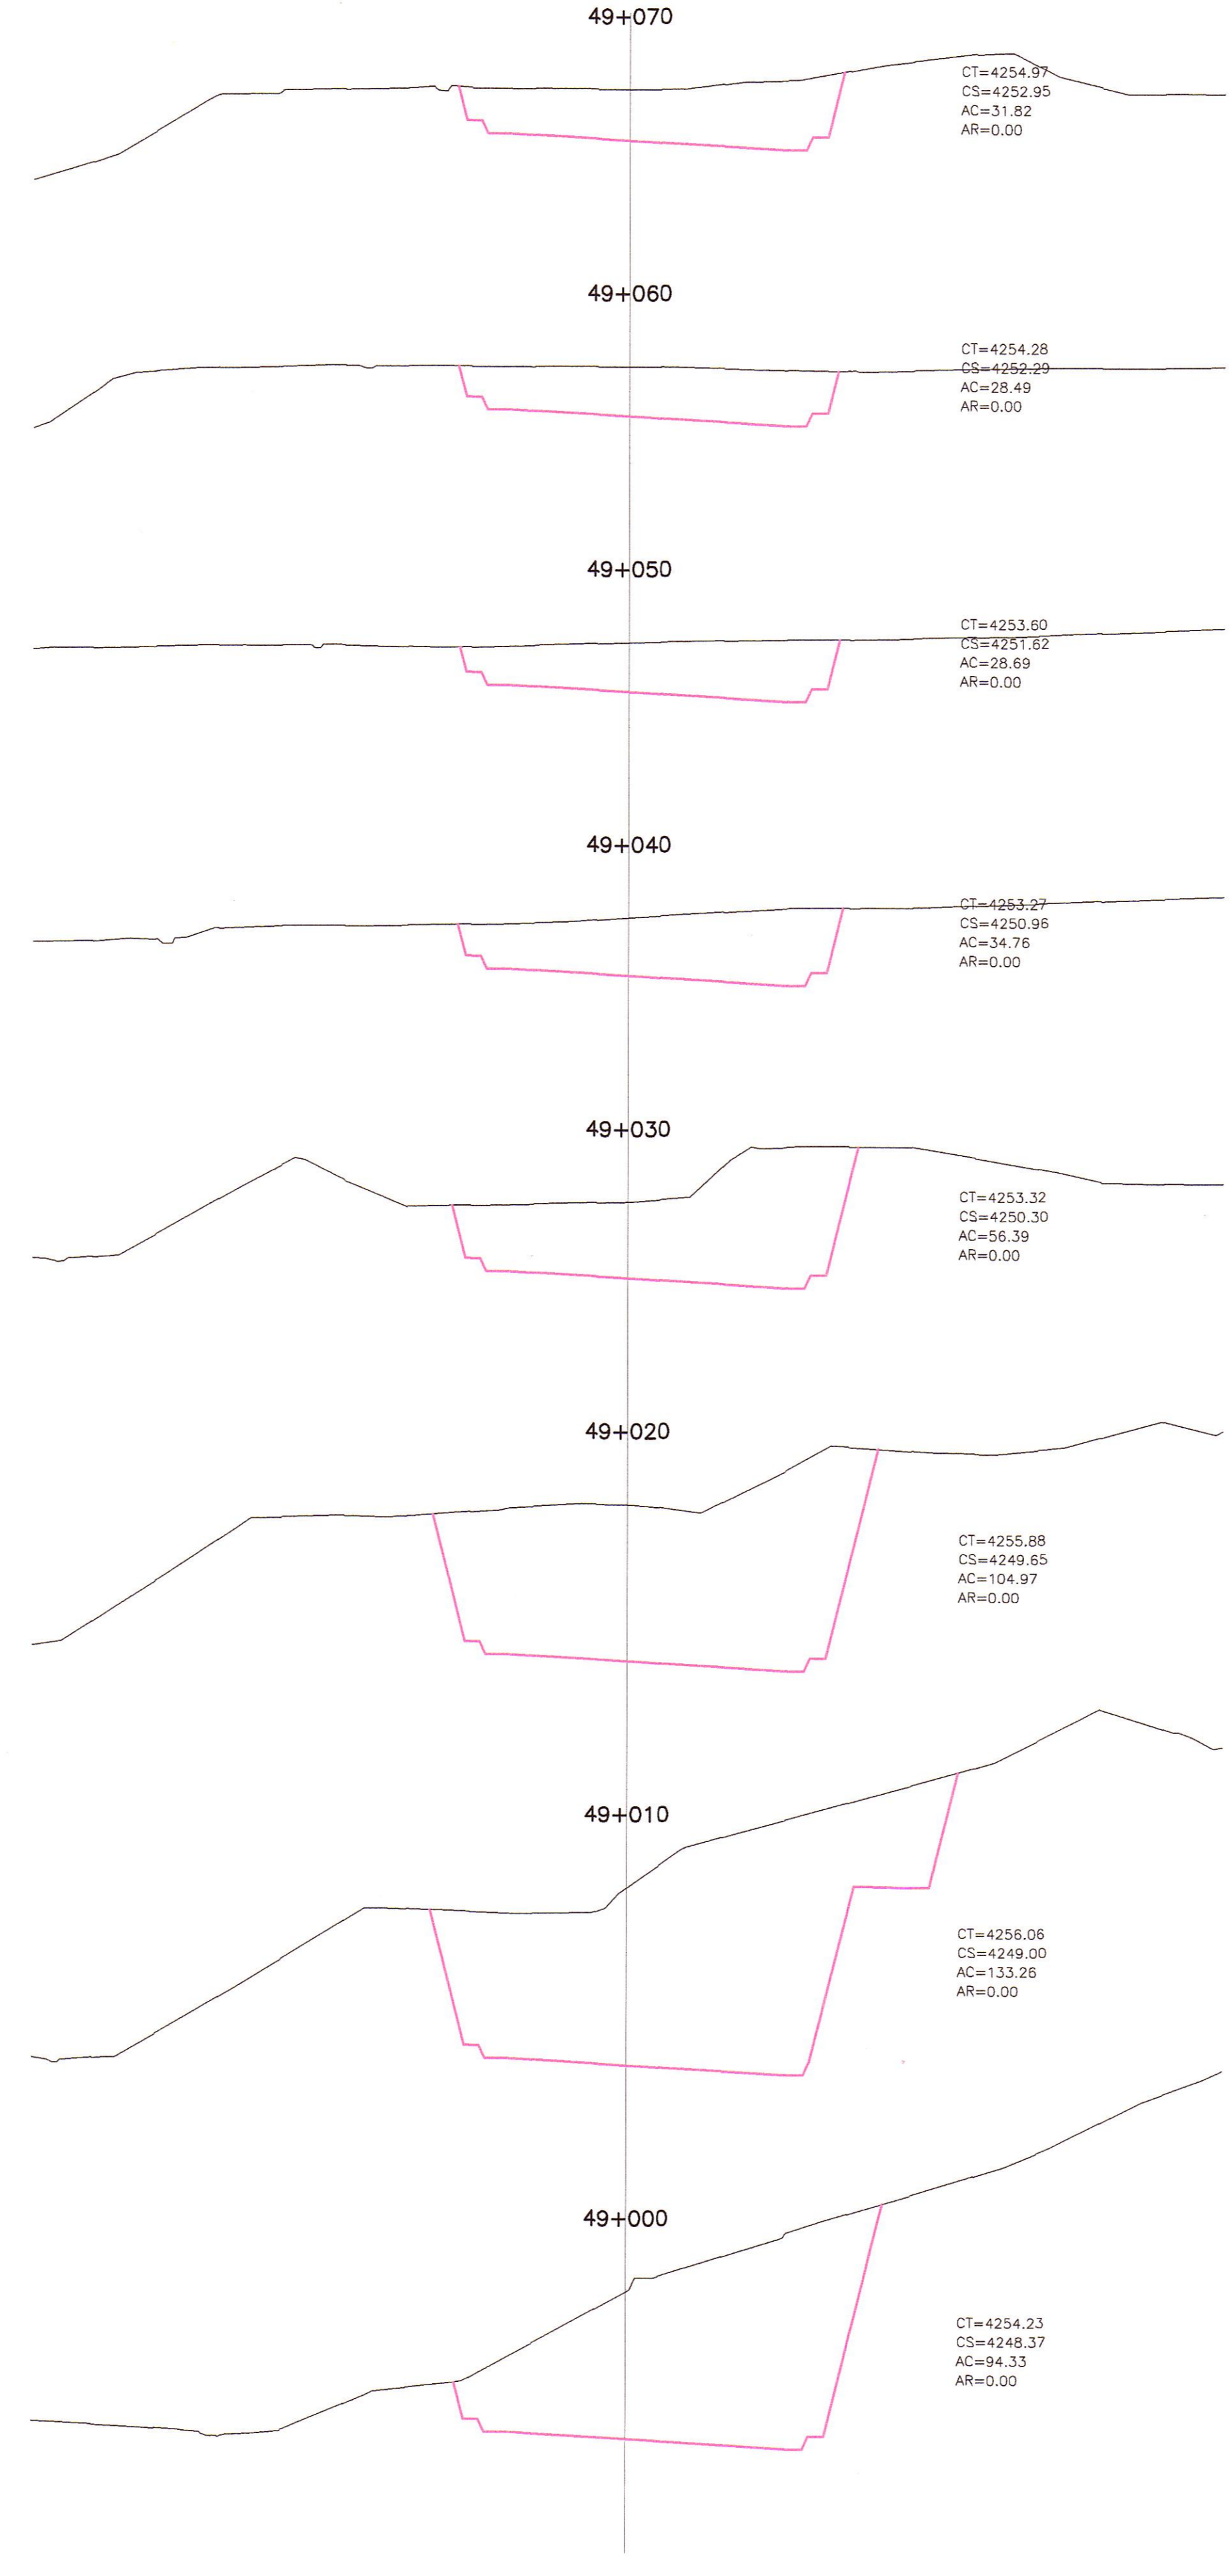 49+070
CT=4254.97
CS=4252.95
AC=31.82
AR=0.00
49+060
CT=4254.28
CS=4252.29
AC=28.49
AR=0.00
49+050
CT=4253.60
CS=4251.62
AC=28.69
AR=0.00
49+040
CT=4253.27
CS=4250.96
AC=34.76
AR=0.00
49+030
CT=4253.32
CS=4250.30
AC=56.39
AR=0.00
49+020
CT=4255.88
CS=4249.65
AC=104.97
AR=0.00
49+010
CT=4256.06
CS=4249.00
AC=133.26
AR=0.00
49+000
CT=4254.23
CS=4248.37
AC=94.33
AR=0.00